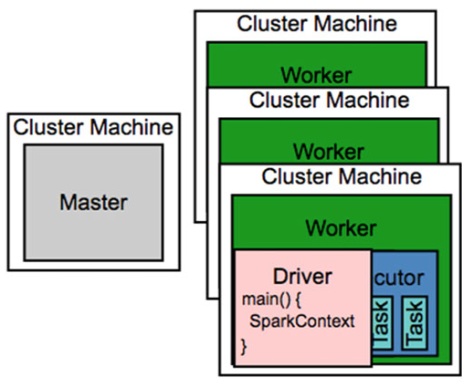 Cluster Machine
Master
Cluster Machine
Worker
Cluster Machine
Worker
Cluster Machine
Worker
Driver
main() {
SparkContext
}
cutor
Task
Task